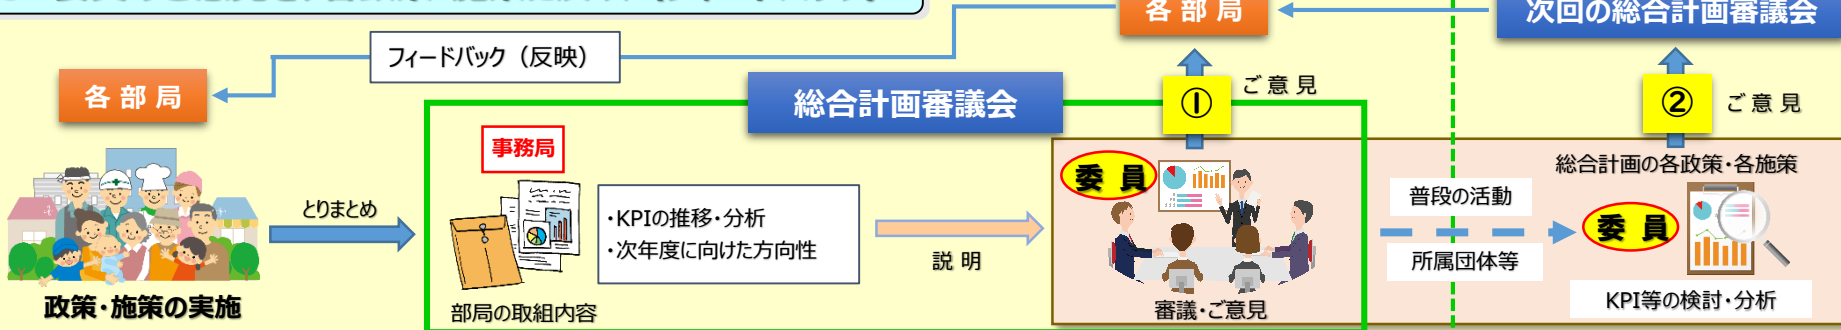 各部局
次回の総合計画審議会
フィードバック（反映）
各部局
総合計画審議会
①
ご意見
②
ご意見
事務局
委員
総合計画の各政策・各施策
とりまとめ
・KPIの推移・分析
・次年度に向けた方向性
普段の活動
委員
説明
所属団体等
政策・施策の実施
部局の取組内容
審議・ご意見
KPI等の検討・分析